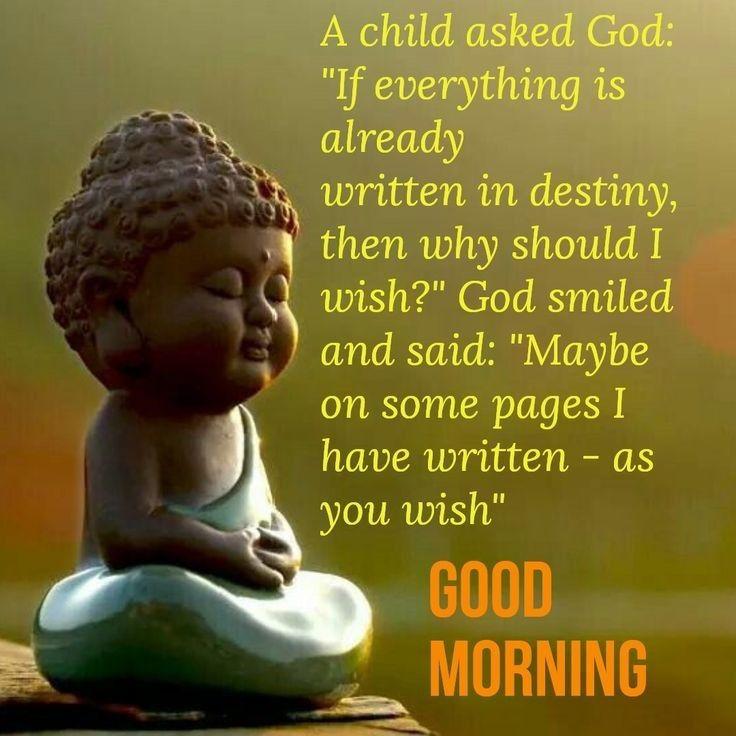 A child asked God:
"If everything is
already
written in destiny,
then why should I
wish?" God smiled
and said: "Maybe
on some pages I
have written - as
you wish"
GOOD
MORNING